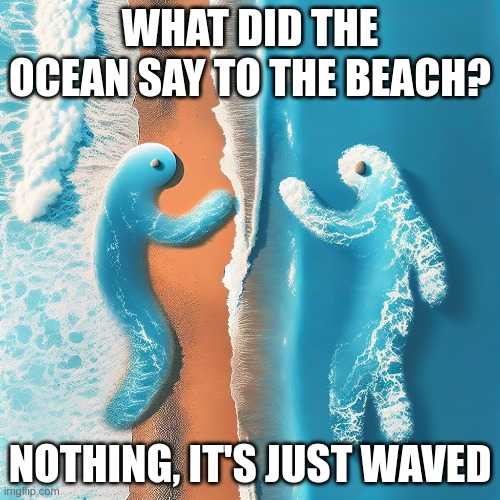 WHAT DID THE
OCEAN SAY TO THE BEACH?
NOTHING, IT'S JUST WAVED
imgflip.com